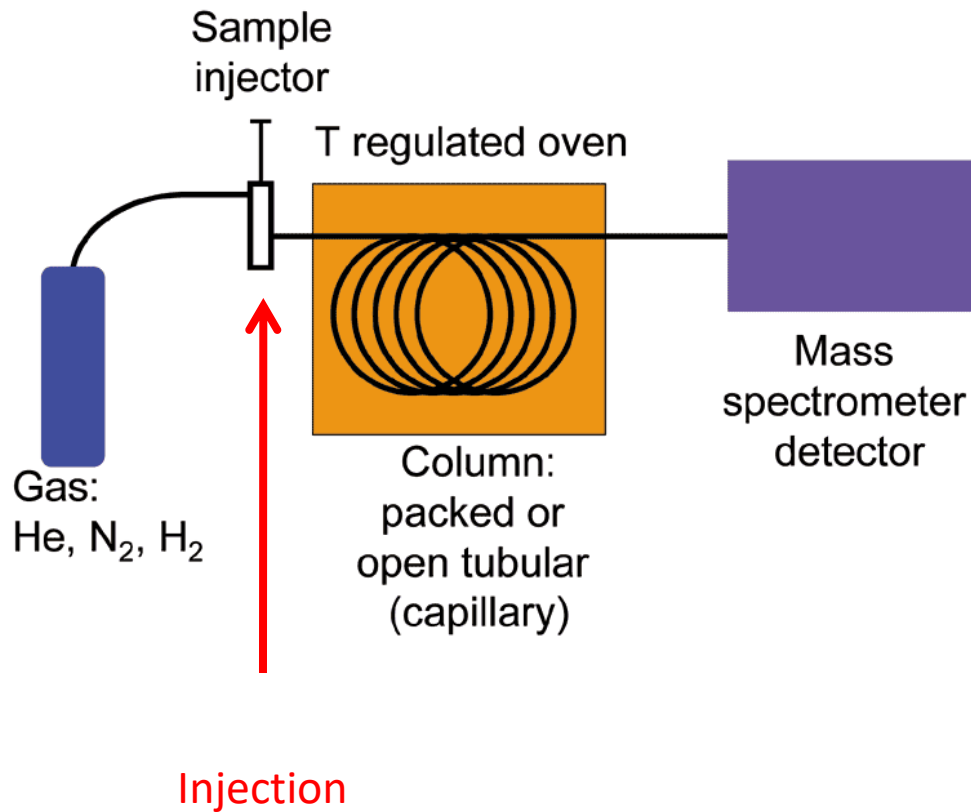 Sample
injector
T regulated oven
Mass
spectrometer
detector
Gas:
He, N₂, H₂
Column:
packed or
open tubular
(capillary)
Injection